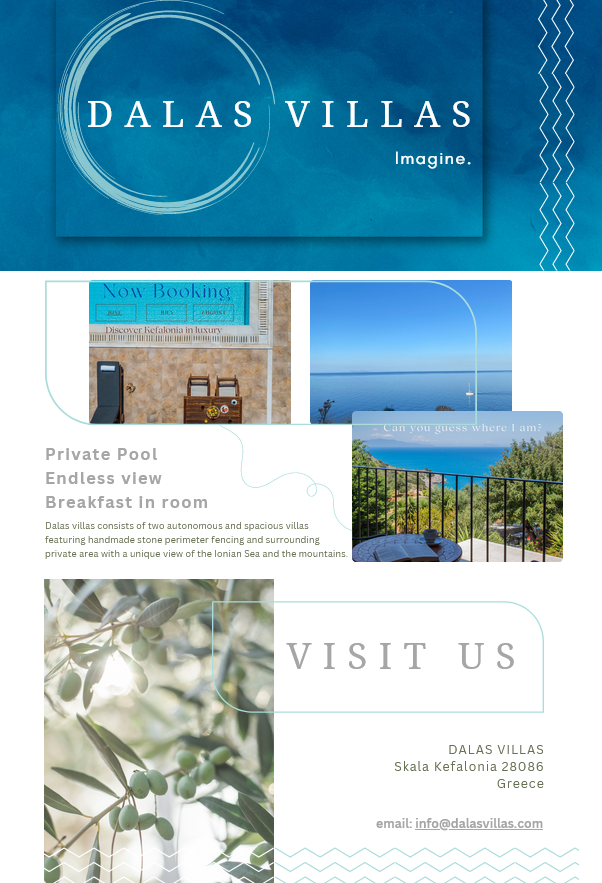 DALAS VILLAS
Imagine.
Now Booking
Discover Kefalonia in luxury
Can you guess where I am?
Private Pool
Endless view
Breakfast in room
Dalas villas consists of two autonomous and spacious villas
featuring handmade stone perimeter fencing and surrounding
private area with a unique view of the Ionian Sea and the mountains.
VISIT US
DALAS VILLAS
Skala Kefalonia 28086
Greece
email: info@dalasvillas.com